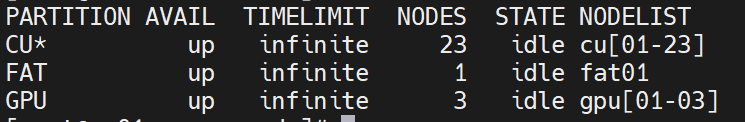 PARTITION AVAIL  TIMELIMIT  NODES  STATE NODELIST
CU*          up   infinite     23   idle cu[01-23]
FAT          up   infinite      1   idle fat01
GPU          up   infinite      3   idle gpu[01-03]